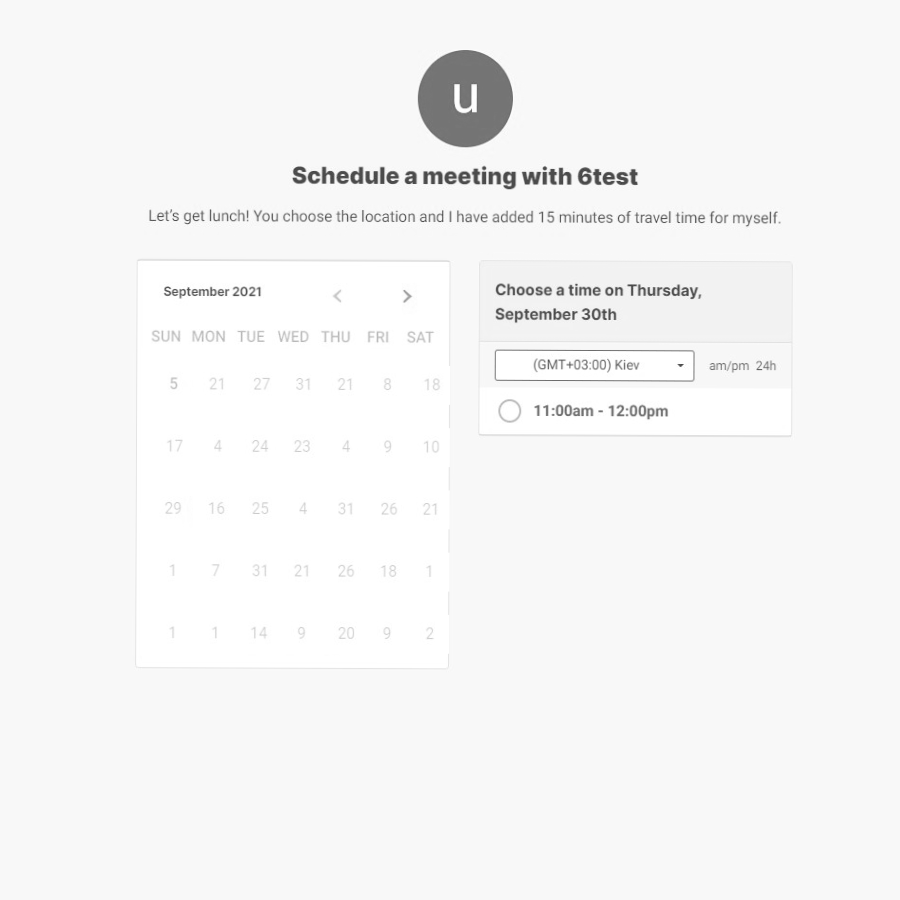 u
Schedule a meeting with 6test
Let's get lunch! You choose the location and I have added 15 minutes of travel time for myself.
September 2021
SUN MON TUE WED THU FRI SAT
5 21 27 31 21 8 18
17 4 24 23 4 9 10
29 16 25 4 31 26 21
1 7 31 21 26 18 1
1 1 14 9 20 9 2
Choose a time on Thursday,
September 30th
(GMT+03:00) Kiev am/pm 24h
11:00am - 12:00pm